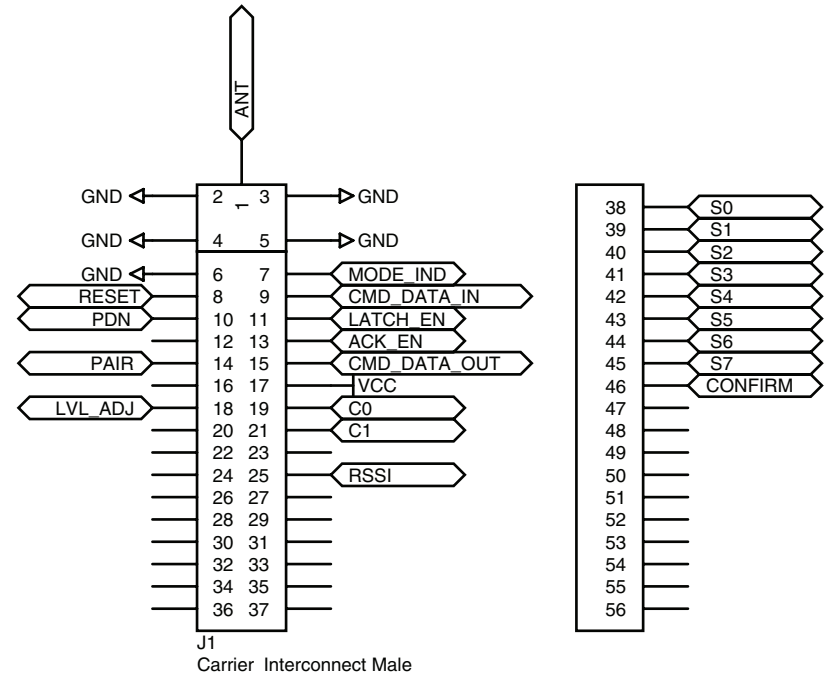 ANT
GND 2 1 3 GND
GND 4 5 GND
GND 6 7 MODE_IND
RESET 8 9 CMD_DATA_IN
PDN 10 11 LATCH_EN
12 13 ACK_EN
PAIR 14 15 CMD_DATA_OUT
16 17 VCC
LVL_ADJ 18 19 C0
20 21 C1
22 23
24 25 RSSI
26 27
28 29
30 31
32 33
34 35
36 37
J1
Carrier Interconnect Male
38 S0
39 S1
40 S2
41 S3
42 S4
43 S5
44 S6
45 S7
46 CONFIRM
47
48
49
50
51
52
53
54
55
56